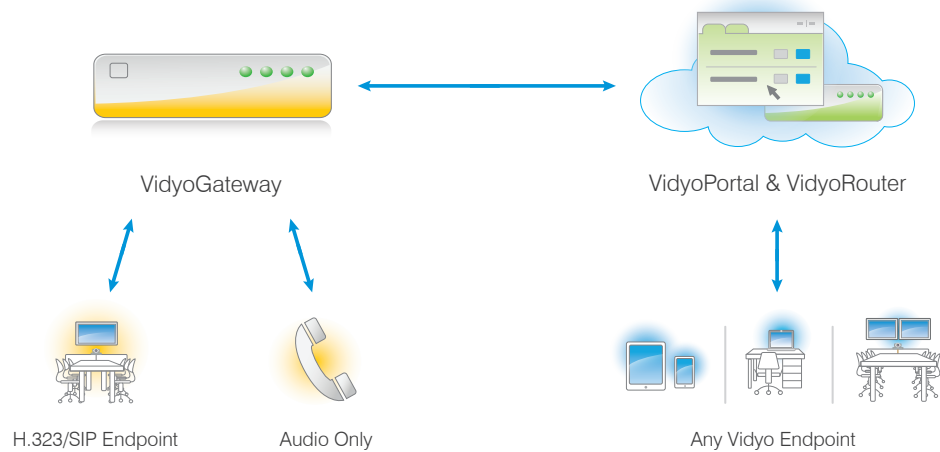 VidyoGateway
VidyoPortal & VidyoRouter
H.323/SIP Endpoint
Audio Only
Any Vidyo Endpoint